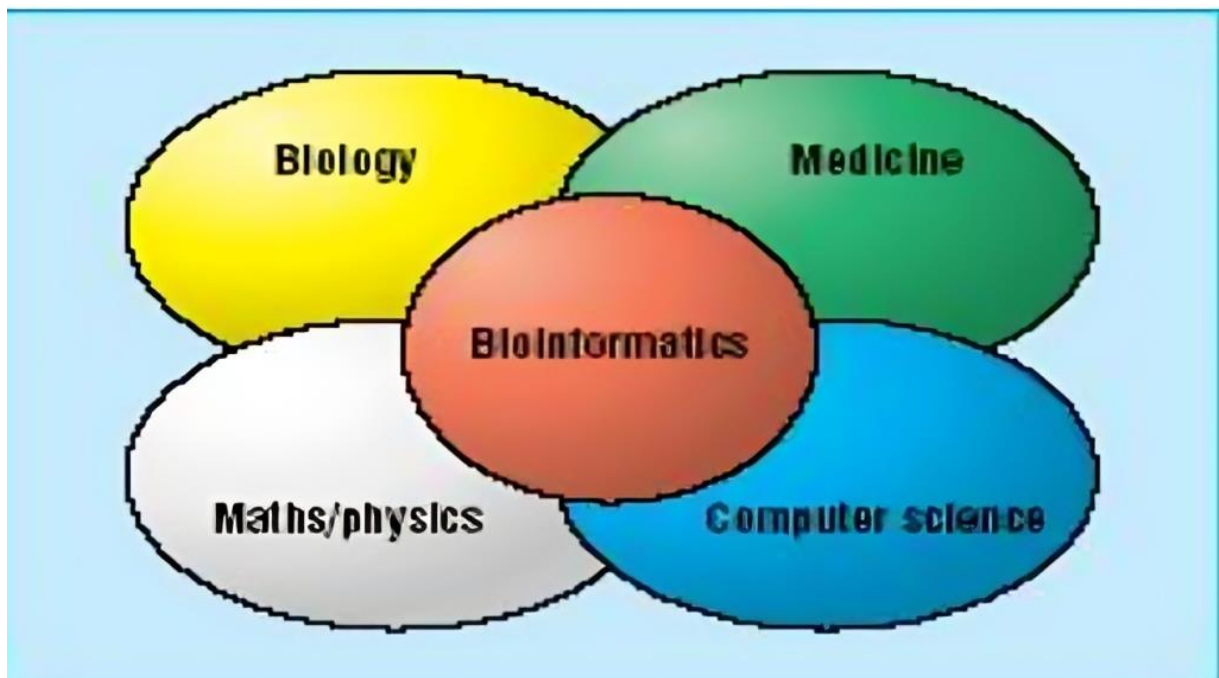 Biology
Medicine
Bioinformatics
Maths/physics
Computer science